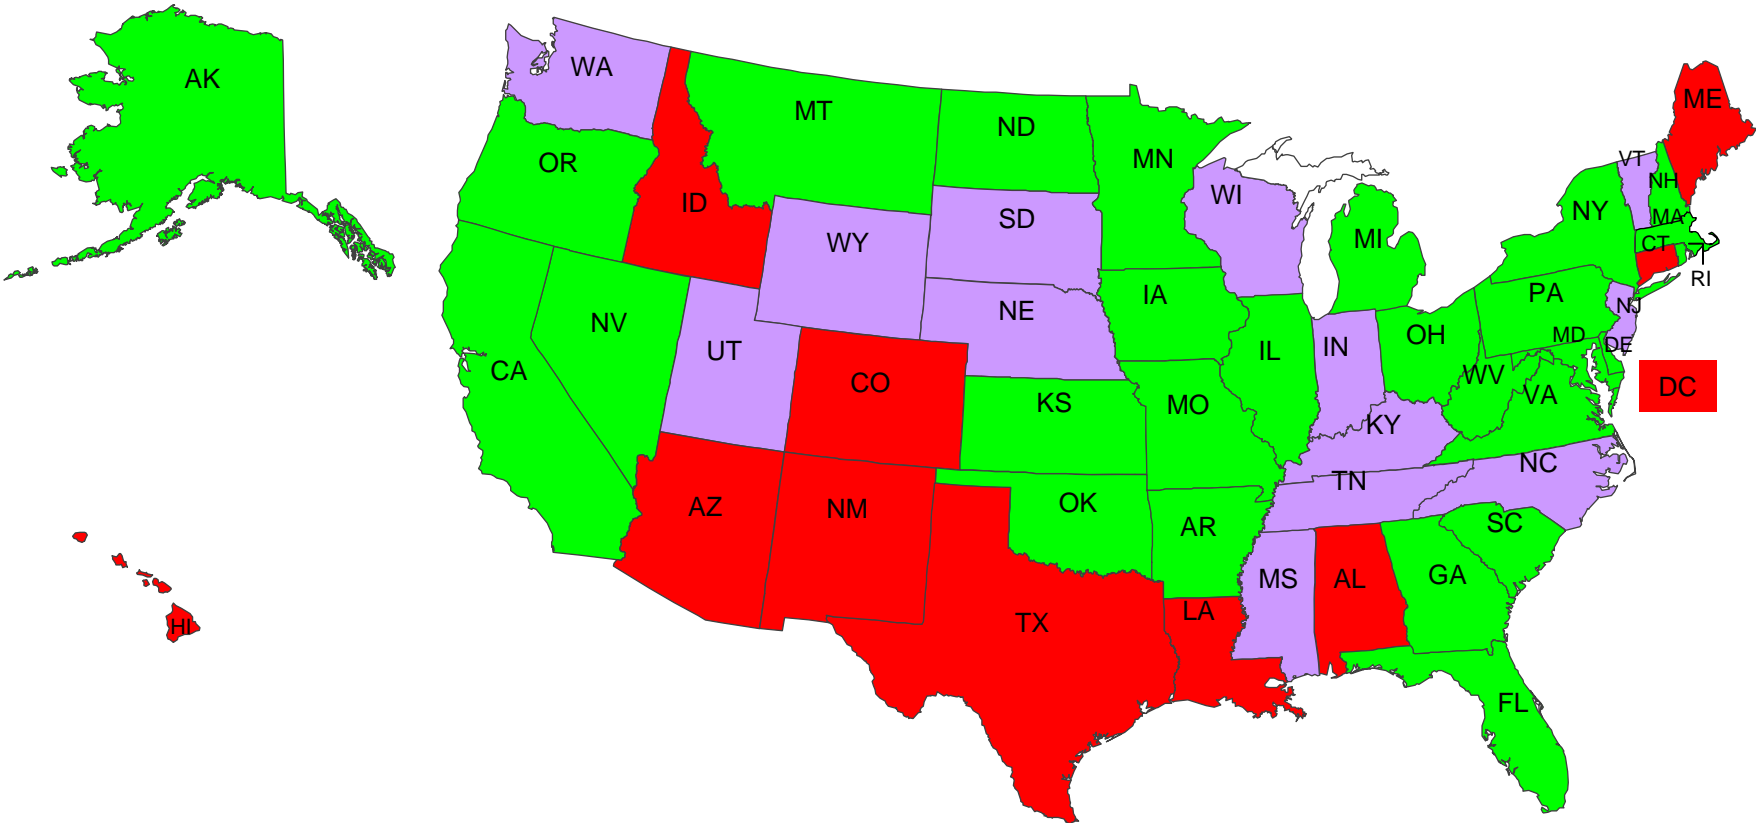 AK
WA
MT
ND
MN
OR
ID
WY
SD
WI
MI
NY
VT
NH
MA
CT
RI
ME
NV
UT
NE
IA
PA
NJ
CA
CO
KS
MO
IL
IN
OH
MD
DE
WV
VA
DC
KY
NC
TN
AZ
NM
OK
AR
SC
MS
AL
GA
TX
LA
HI
FL